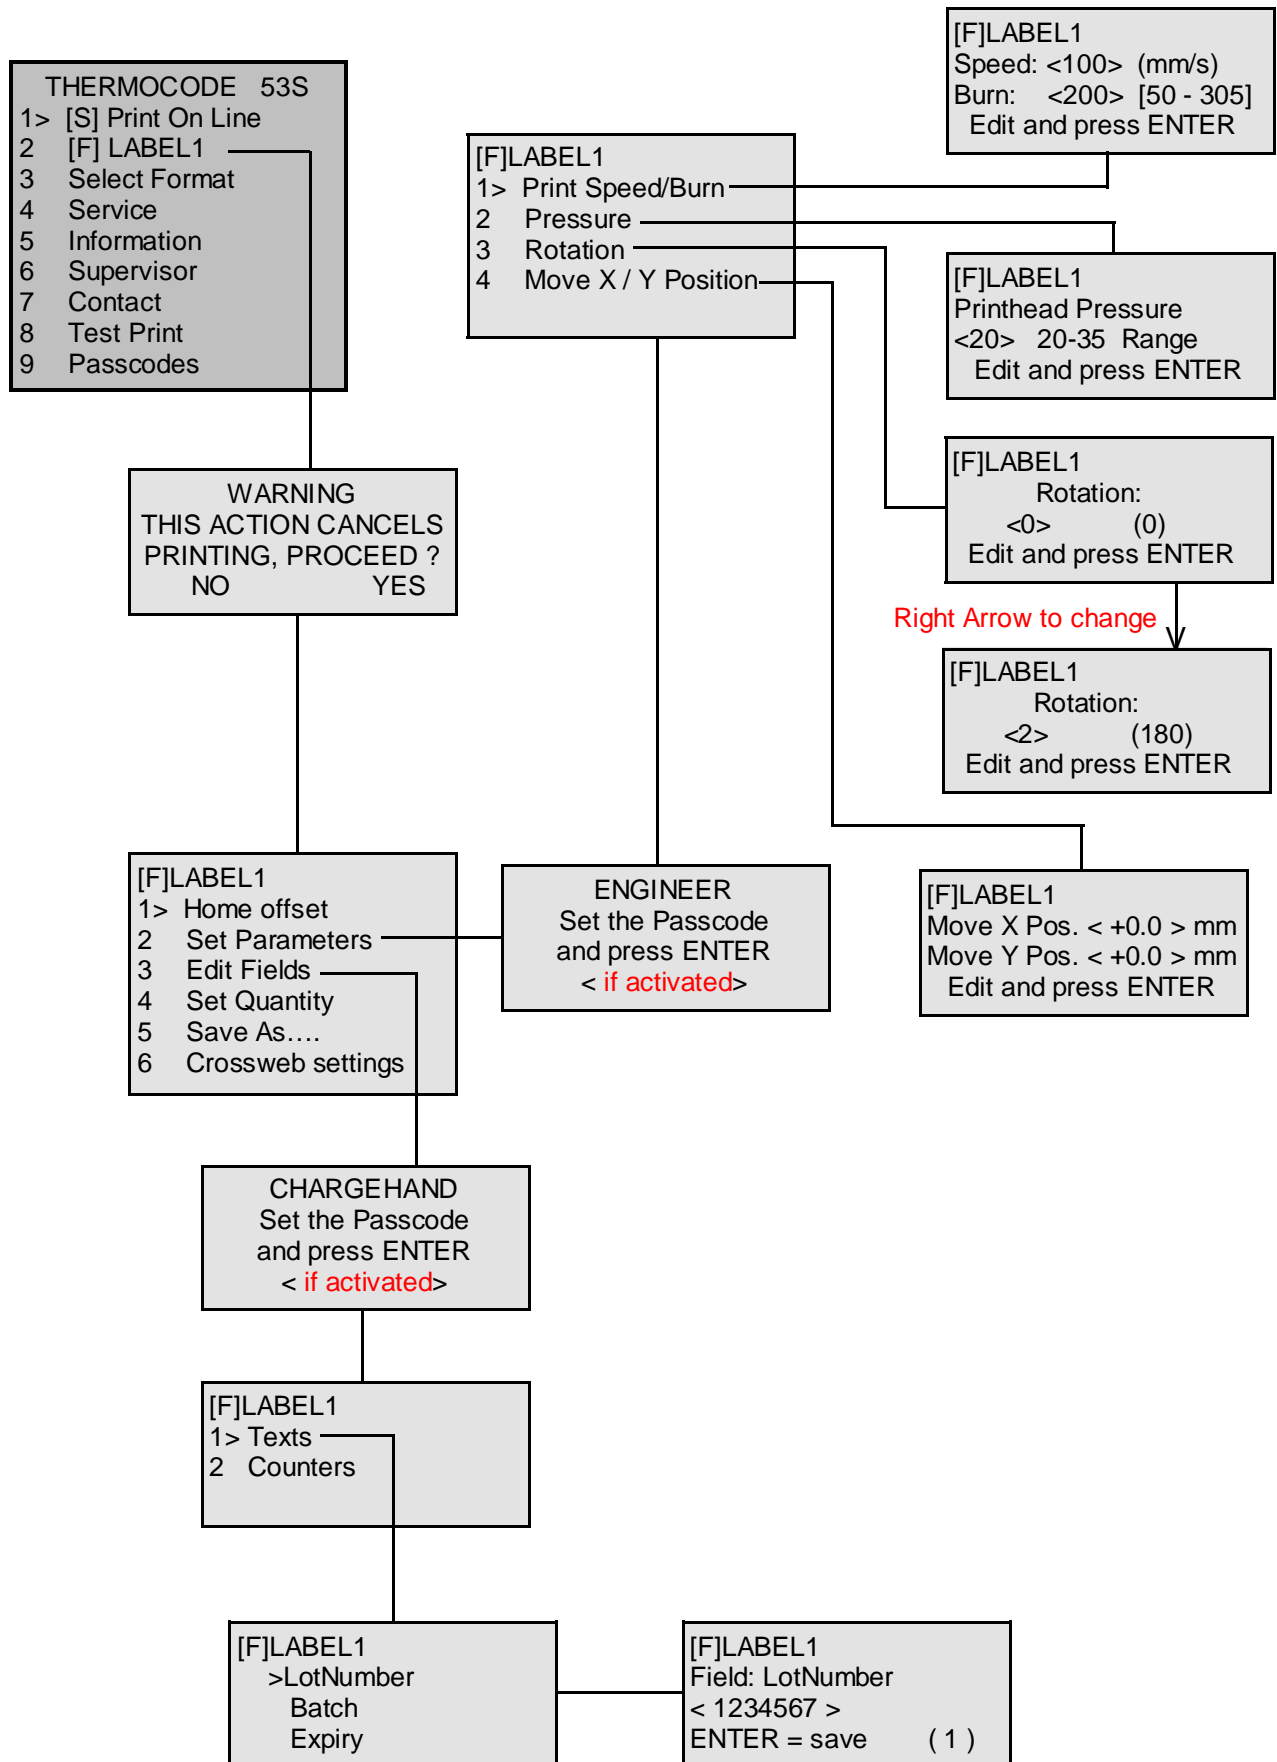 THERMOCODE 53S
1> [S] Print On Line
2 [F] LABEL1
3 Select Format
4 Service
5 Information
6 Supervisor
7 Contact
8 Test Print
9 Passcodes
WARNING
THIS ACTION CANCELS
PRINTING, PROCEED ?
NO YES
[F]LABEL1
1> Home offset
2 Set Parameters
3 Edit Fields
4 Set Quantity
5 Save As....
6 Crossweb settings
ENGINEER
Set the Passcode
and press ENTER
< if activated>
[F]LABEL1
1> Print Speed/Burn
2 Pressure
3 Rotation
4 Move X / Y Position
[F]LABEL1
Speed: <100> (mm/s)
Burn: <200> [50 - 305]
Edit and press ENTER
[F]LABEL1
Printhead Pressure
<20> 20-35 Range
Edit and press ENTER
[F]LABEL1
Rotation:
<0> (0)
Edit and press ENTER
Right Arrow to change
[F]LABEL1
Rotation:
<2> (180)
Edit and press ENTER
[F]LABEL1
Move X Pos. < +0.0 > mm
Move Y Pos. < +0.0 > mm
Edit and press ENTER
CHARGEHAND
Set the Passcode
and press ENTER
< if activated>
[F]LABEL1
1> Texts
2 Counters
[F]LABEL1
>LotNumber
Batch
Expiry
[F]LABEL1
Field: LotNumber
< 1234567 >
ENTER = save ( 1 )